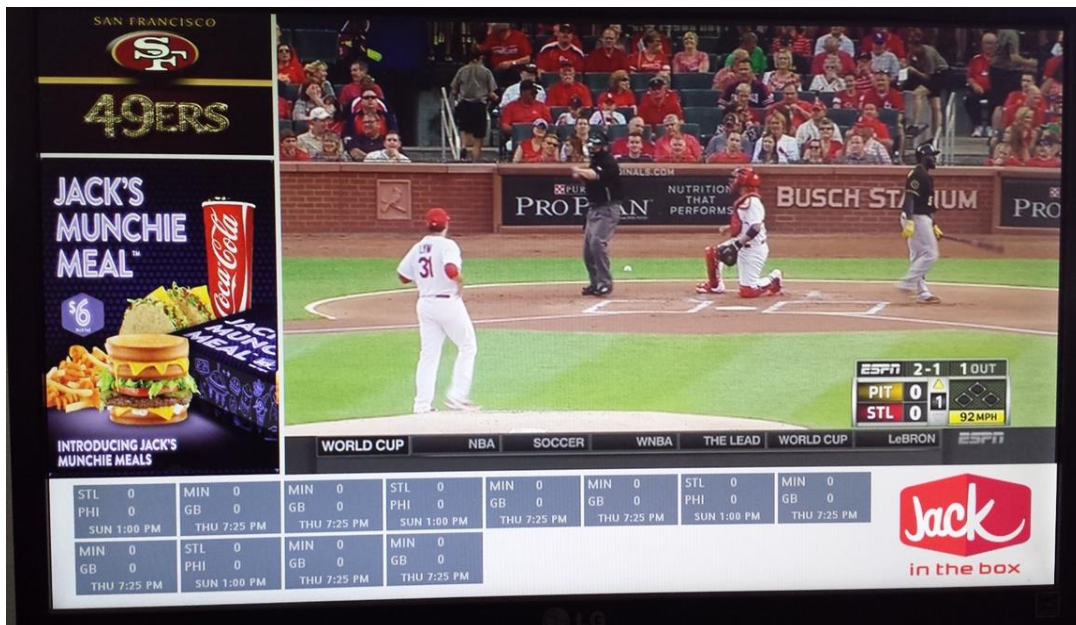 SAN FRANCISCO
SF
49ERS
JACK'S
MUNCHIE
MEAL™
$6
Coca-Cola
JACK
MUNC
MEAL
INTRODUCING JACK'S
MUNCHIE MEALS
INALS.COM
PRO PLAN
NUTRITION
THAT
PERFORMS
BUSCH STADIUM
PRO
31
ESPN 2-1 1 OUT
PIT 0
STL 0
1
92 MPH
WORLD CUP NBA SOCCER WNBA THE LEAD WORLD CUP LeBRON ESPN
STL 0
PHI 0
SUN 1:00 PM
MIN 0
GB 0
THU 7:25 PM
MIN 0
GB 0
THU 7:25 PM
STL 0
PHI 0
SUN 1:00 PM
MIN 0
GB 0
THU 7:25 PM
MIN 0
GB 0
THU 7:25 PM
STL 0
PHI 0
SUN 1:00 PM
MIN 0
GB 0
THU 7:25 PM
MIN 0
GB 0
THU 7:25 PM
STL 0
PHI 0
SUN 1:00 PM
MIN 0
GB 0
THU 7:25 PM
MIN 0
GB 0
THU 7:25 PM
Jack
in the box
LG